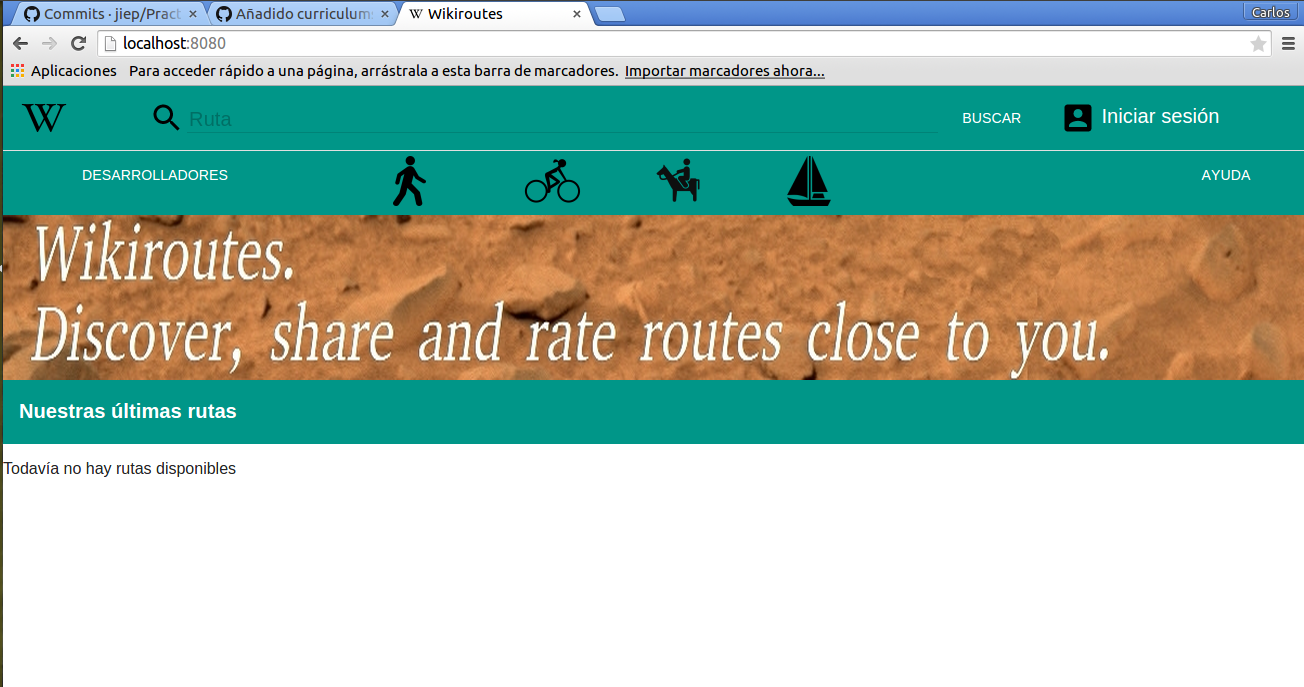 Commits · jiep/Pract
Añadido curriculum
Wikiroutes
Carlos
localhost:8080
Aplicaciones Para acceder rápido a una página, arrástrala a esta barra de marcadores. Importar marcadores ahora...
W
Ruta
BUSCAR
Iniciar sesión
DESARROLLADORES
AYUDA
Wikiroutes.
Discover, share and rate routes close to you.
Nuestras últimas rutas
Todavía no hay rutas disponibles